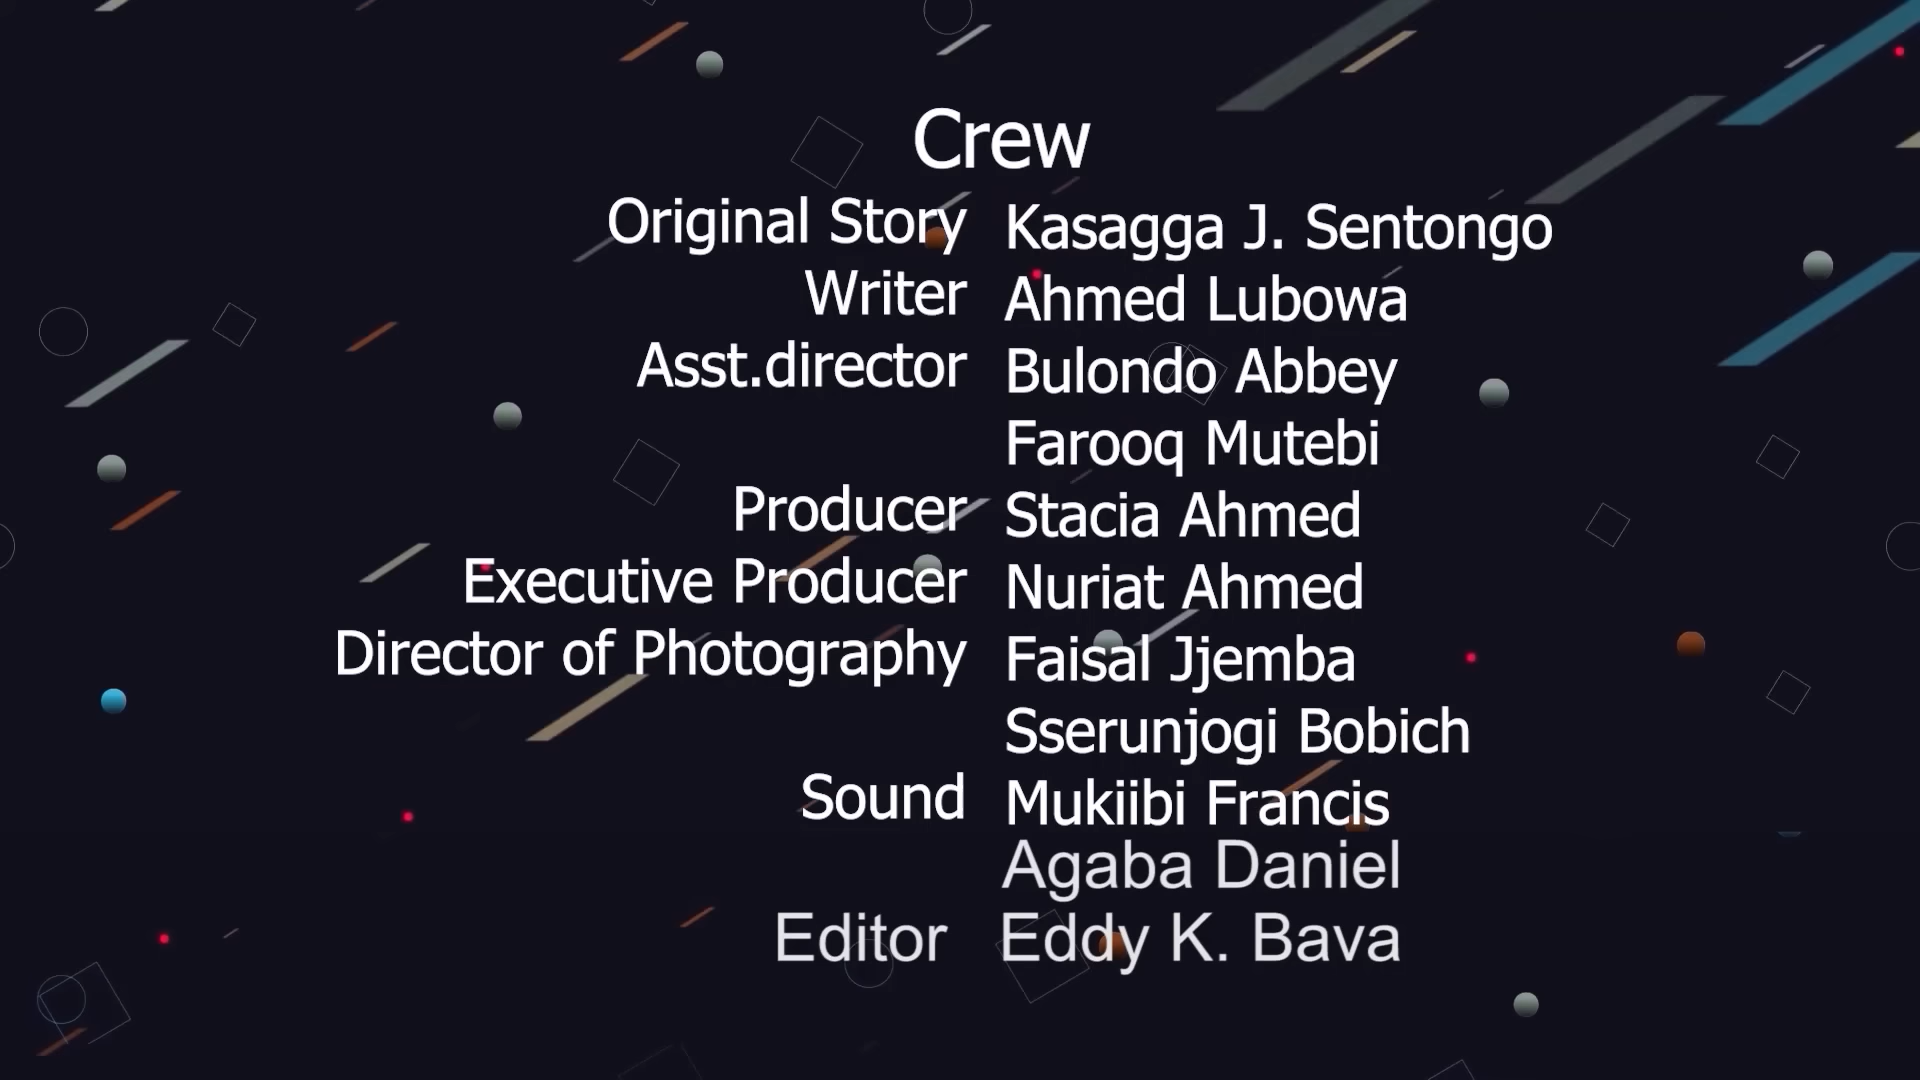 Crew
Original Story Kasagga J. Sentongo
Writer Ahmed Lubowa
Asst.director Bulondo Abbey
Farooq Mutebi
Producer Stacia Ahmed
Executive Producer Nuriat Ahmed
Director of Photography Faisal Jjemba
Sserunjogi Bobich
Sound Mukiibi Francis
Agaba Daniel
Editor Eddy K. Bava